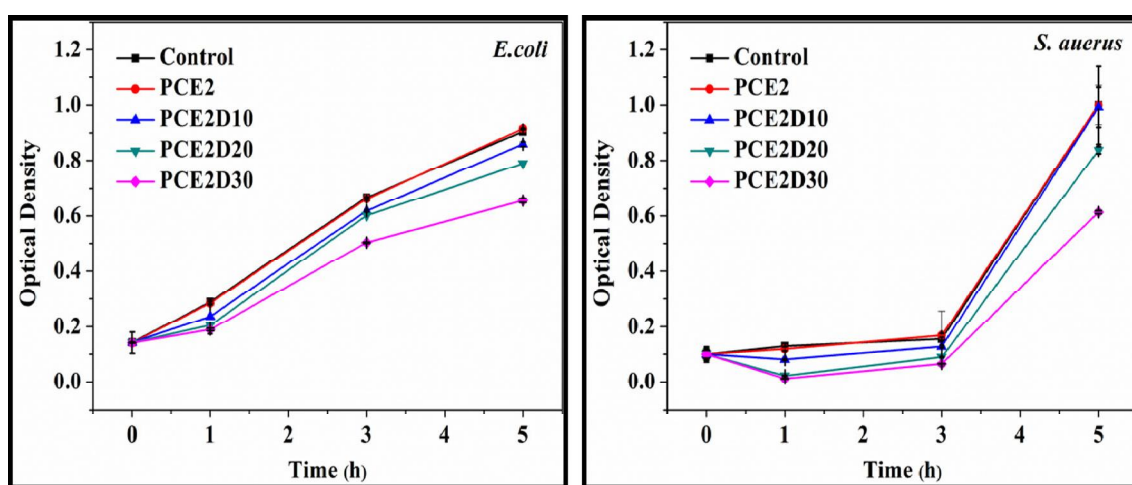 E.coli
Control
PCE2
PCE2D10
PCE2D20
PCE2D30
1.2
1.0
0.8
0.6
0.4
0.2
0.0
Optical Density
0 1 2 3 4 5
Time (h)
S. auerus
Control
PCE2
PCE2D10
PCE2D20
PCE2D30
1.2
1.0
0.8
0.6
0.4
0.2
0.0
Optical Density
0 1 2 3 4 5
Time (h)